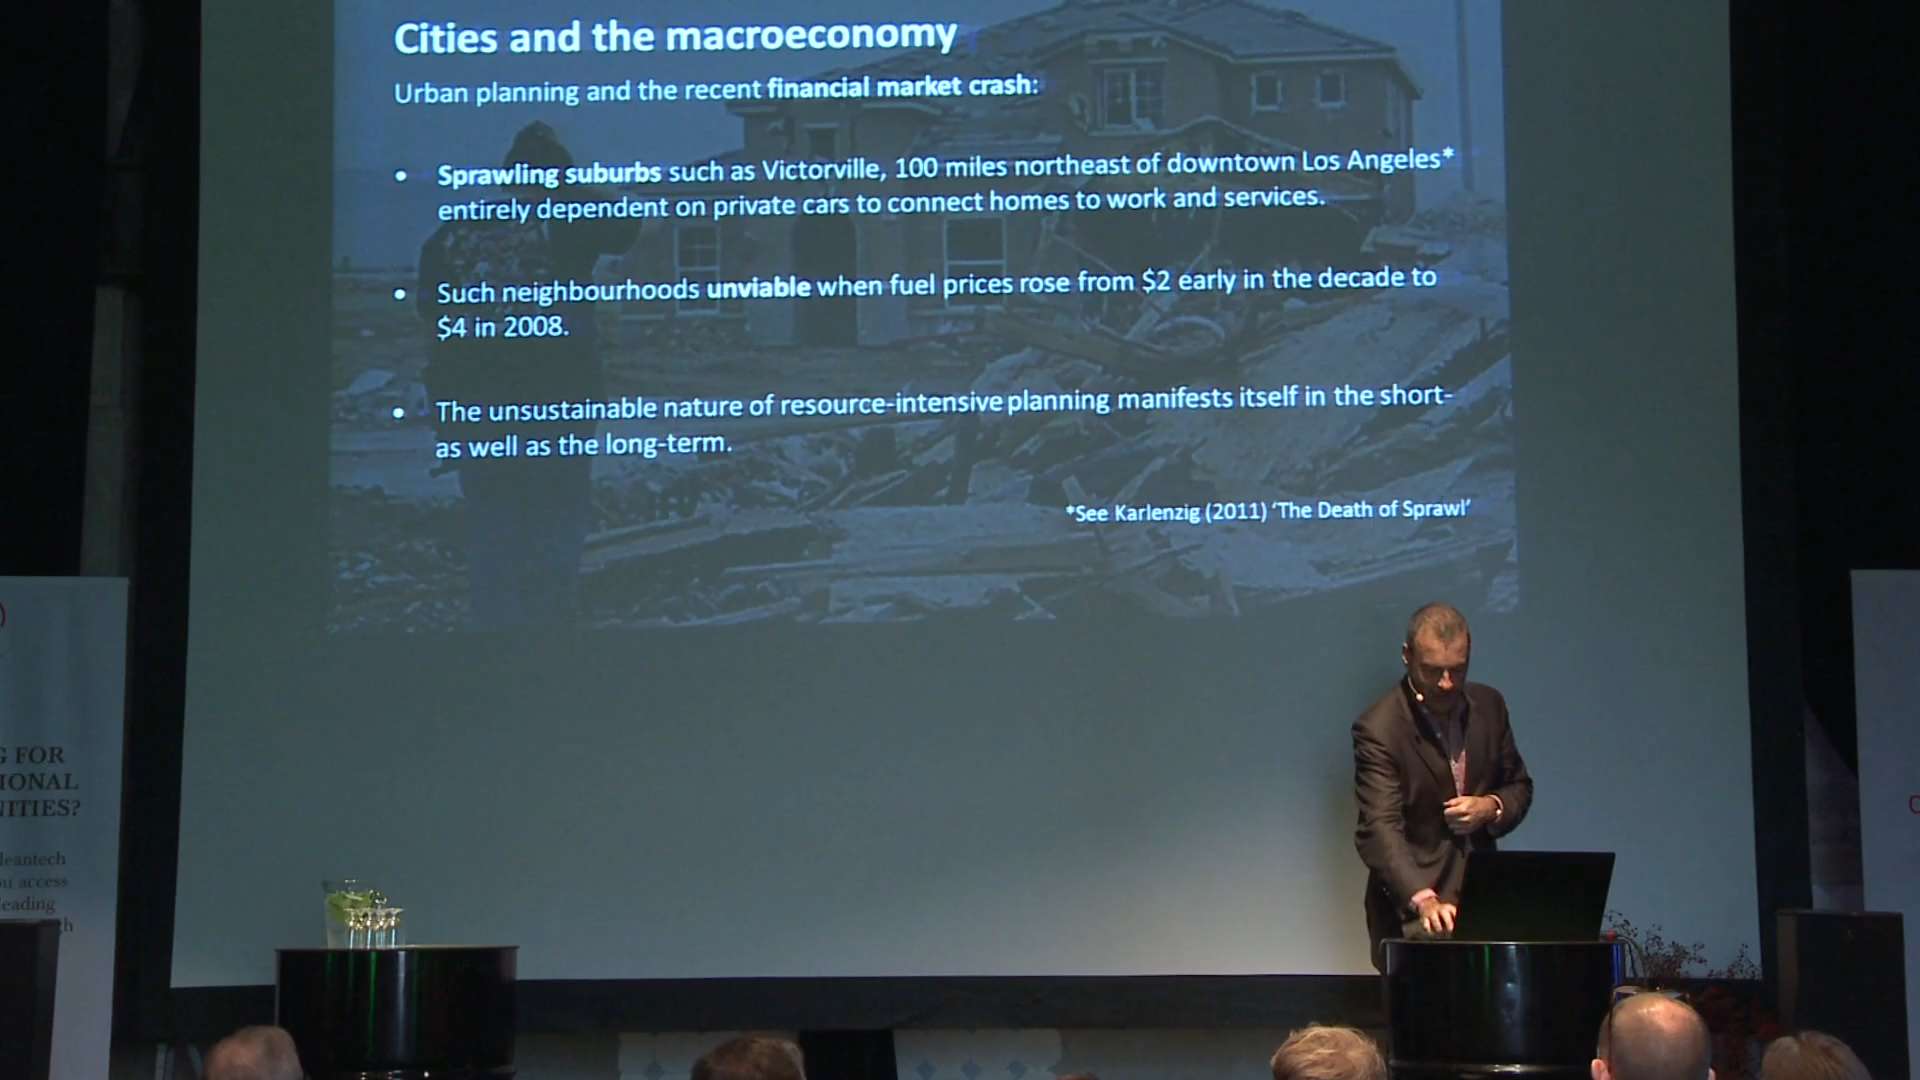 Cities and the macroeconomy
Urban planning and the recent financial market crash:
• Sprawling suburbs such as Victorville, 100 miles northeast of downtown Los Angeles*
entirely dependent on private cars to connect homes to work and services.
• Such neighbourhoods unviable when fuel prices rose from $2 early in the decade to
$4 in 2008.
• The unsustainable nature of resource-intensive planning manifests itself in the short-
as well as the long-term.
*See Karlenzig (2011) 'The Death of Sprawl'
FOR
access